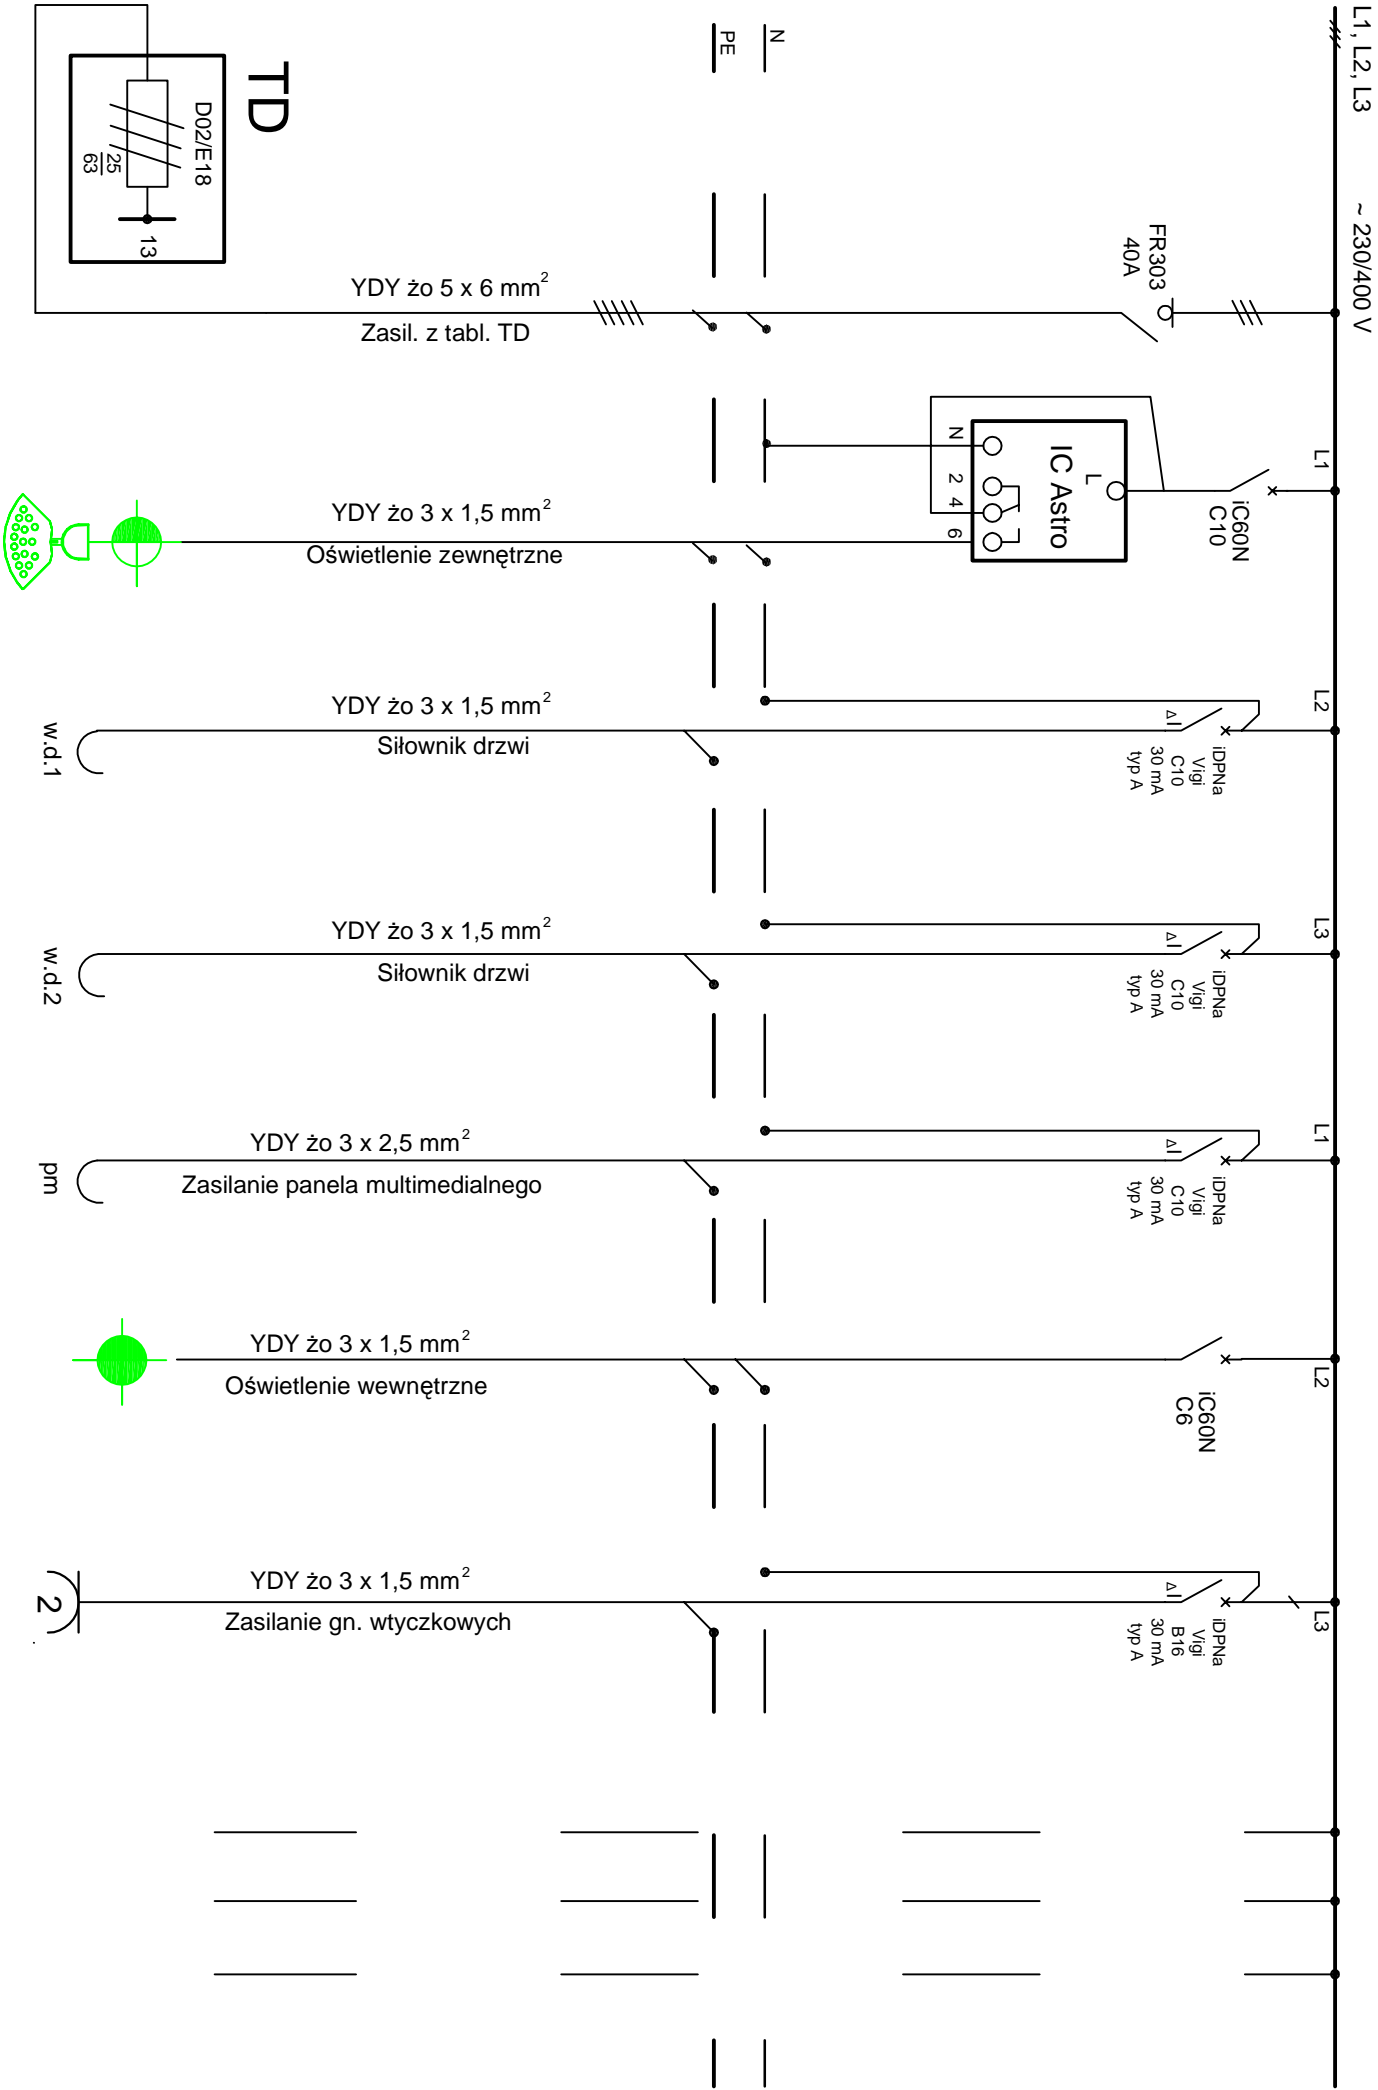 L1, L2, L3
~ 230/400 V
N
PE
TD
D02/E18
25
63
13
FR303
40A
YDY żo 5 x 6 mm²
Zasil. z tabl. TD
L1
iC60N
C10
IC Astro
L
N
2
4
6
YDY żo 3 x 1,5 mm²
Oświetlenie zewnętrzne
L2
iDPNa
Vigi
C10
30 mA
typ A
ΔI
YDY żo 3 x 1,5 mm²
Siłownik drzwi
w.d.1
L3
iDPNa
Vigi
C10
30 mA
typ A
ΔI
YDY żo 3 x 1,5 mm²
Siłownik drzwi
w.d.2
L1
iDPNa
Vigi
C10
30 mA
typ A
ΔI
YDY żo 3 x 2,5 mm²
Zasilanie panela multimedialnego
pm
L2
iC60N
C6
YDY żo 3 x 1,5 mm²
Oświetlenie wewnętrzne
L3
iDPNa
Vigi
B16
30 mA
typ A
ΔI
YDY żo 3 x 1,5 mm²
Zasilanie gn. wtyczkowych
2